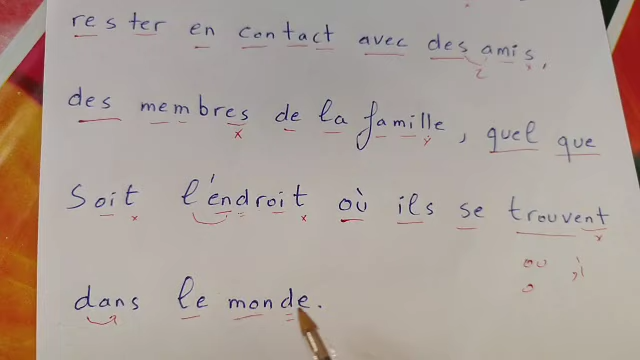 rester en contact avec des amis,
z
des membres de la famille, quel que
soit l'endroit où ils se trouvent
ou
dans le monde.